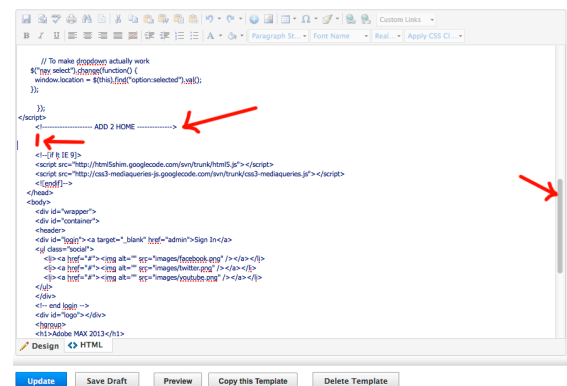 Custom Links
B I U Paragraph St... Font Name Real... Apply CSS Cl...
// To make dropdown actually work
$("nav select").change(function() {
window.location = $(this).find("option:selected").val();
});
});
</script>
<!------------------- ADD 2 HOME -------------->
<!--[if lt IE 9]>
<script src="http://html5shim.googlecode.com/svn/trunk/html5.js"></script>
<script src="http://css3-mediaqueries-js.googlecode.com/svn/trunk/css3-mediaqueries.js"></script>
<![endif]-->
</head>
<body>
<div id="wrapper">
<div id="container">
<header>
<div id="login"><a target="_blank" href="admin">Sign In</a>
<ul class="social">
<li><a href="#"><img alt="" src="images/facebook.png" /></a></li>
<li><a href="#"><img alt="" src="images/twitter.png" /></a></li>
<li><a href="#"><img alt="" src="images/youtube.png" /></a></li>
</ul>
</div>
<!-- end login -->
<div id="logo"></div>
<hgroup>
<h1>Adobe MAX 2013</h1>
Design HTML
Update Save Draft Preview Copy this Template Delete Template